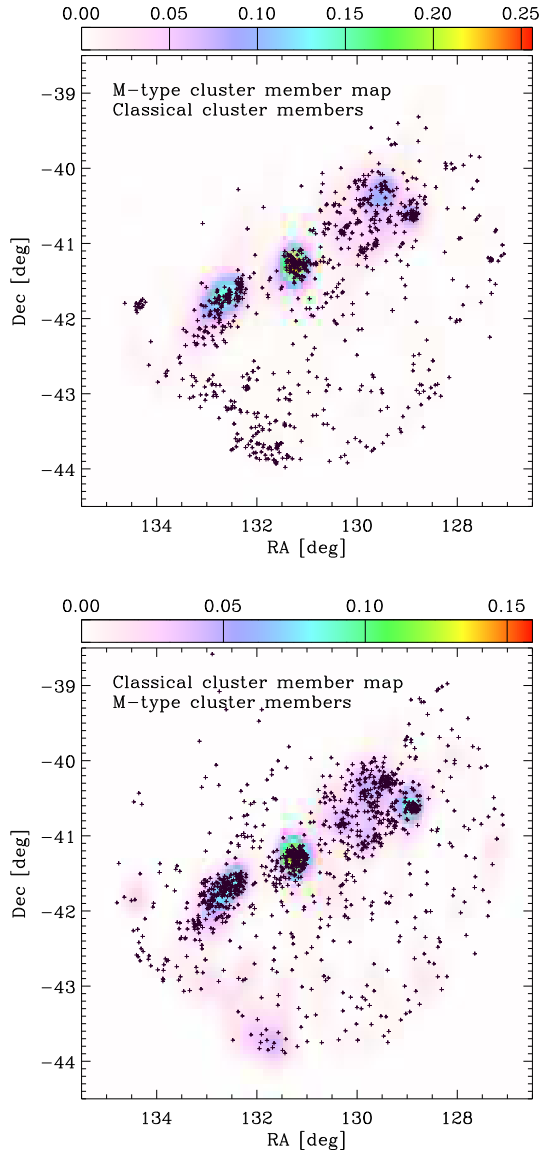 0.00 0.05 0.10 0.15 0.20 0.25
M-type cluster member map
Classical cluster members
−39
−40
−41
−42
−43
−44
Dec [deg]
134 132 130 128
RA [deg]
0.00 0.05 0.10 0.15
Classical cluster member map
M-type cluster members
−39
−40
−41
−42
−43
−44
Dec [deg]
134 132 130 128
RA [deg]